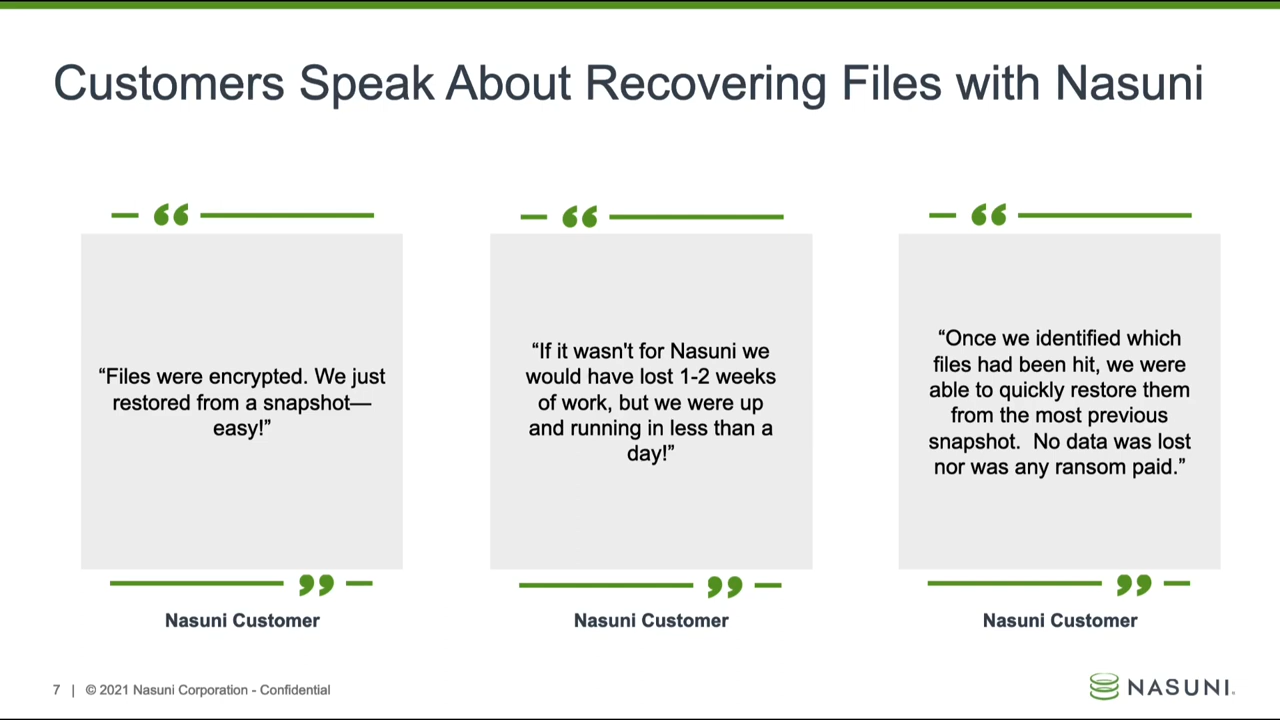 Customers Speak About Recovering Files with Nasuni
“Files were encrypted. We just
restored from a snapshot—
easy!”
Nasuni Customer
“If it wasn't for Nasuni we
would have lost 1-2 weeks
of work, but we were up
and running in less than a
day!”
Nasuni Customer
“Once we identified which
files had been hit, we were
able to quickly restore them
from the most previous
snapshot.  No data was lost
nor was any ransom paid.”
Nasuni Customer
7 | © 2021 Nasuni Corporation - Confidential
NASUNI